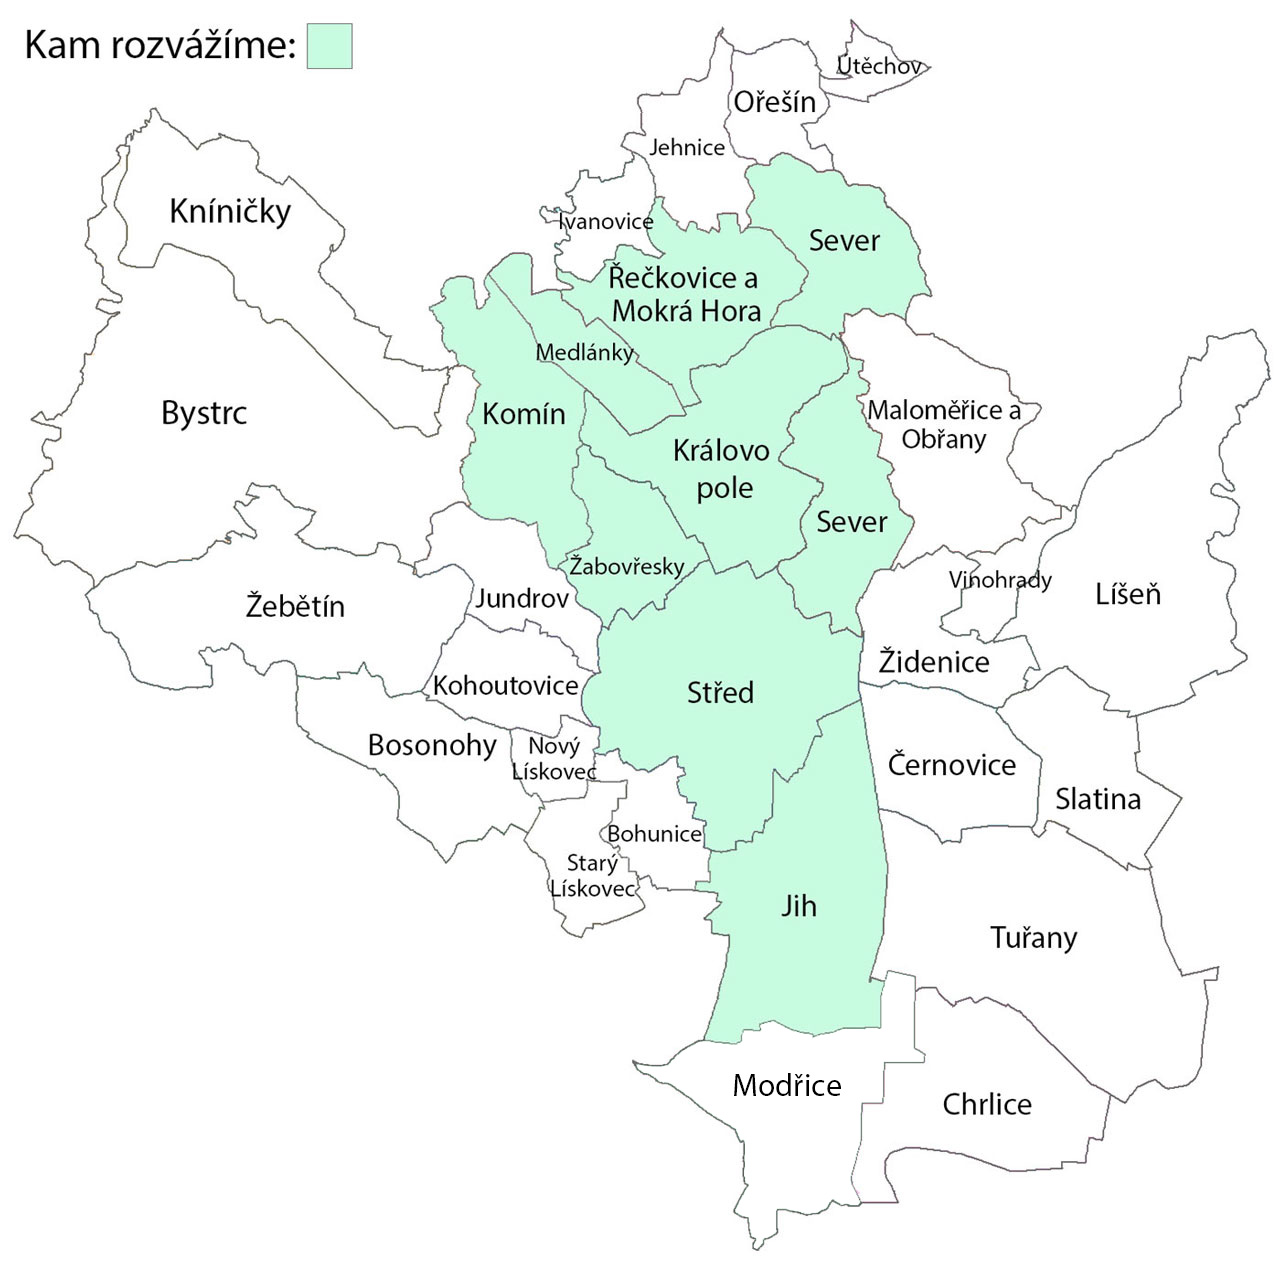 Kam rozvážíme:
Útěchov
Ořešín
Jehnice
Kníničky
Ivanovice
Sever
Řečkovice a
Mokrá Hora
Medlánky
Bystrc
Komín
Maloměřice a
Obřany
Královo
pole
Sever
Žabovřesky
Vinohrady
Líšeň
Žebětín
Jundrov
Židenice
Kohoutovice
Střed
Bosonohy
Nový
Lískovec
Černovice
Slatina
Bohunice
Starý
Lískovec
Jih
Tuřany
Modřice
Chrlice